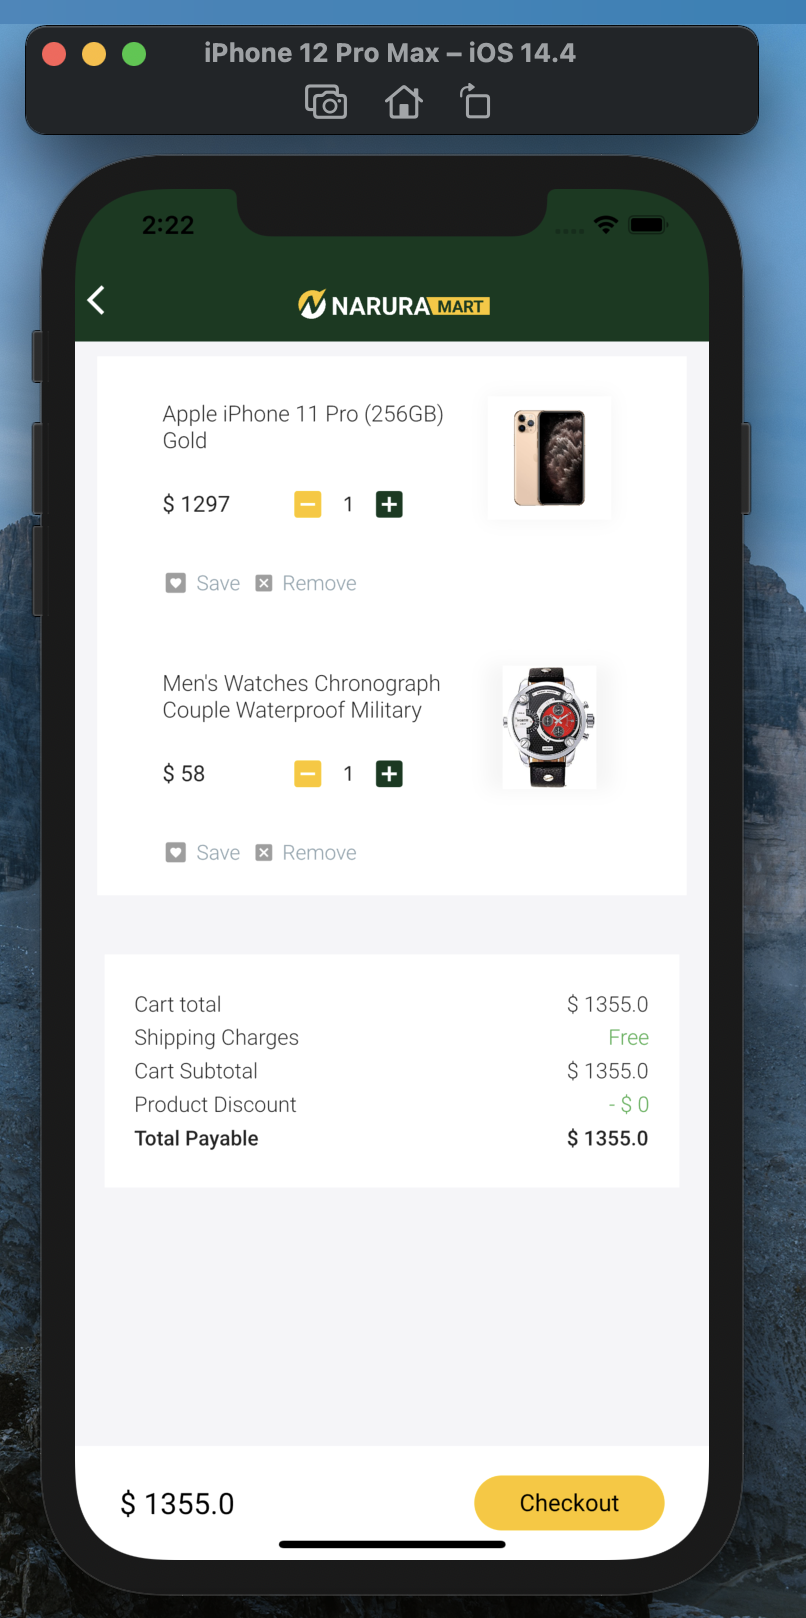 iPhone 12 Pro Max – iOS 14.4
2:22
NARURA MART
Apple iPhone 11 Pro (256GB)
Gold
$ 1297
1
Save
Remove
Men's Watches Chronograph
Couple Waterproof Military
$ 58
1
Save
Remove
Cart total $ 1355.0
Shipping Charges Free
Cart Subtotal $ 1355.0
Product Discount - $ 0
Total Payable $ 1355.0
$ 1355.0
Checkout